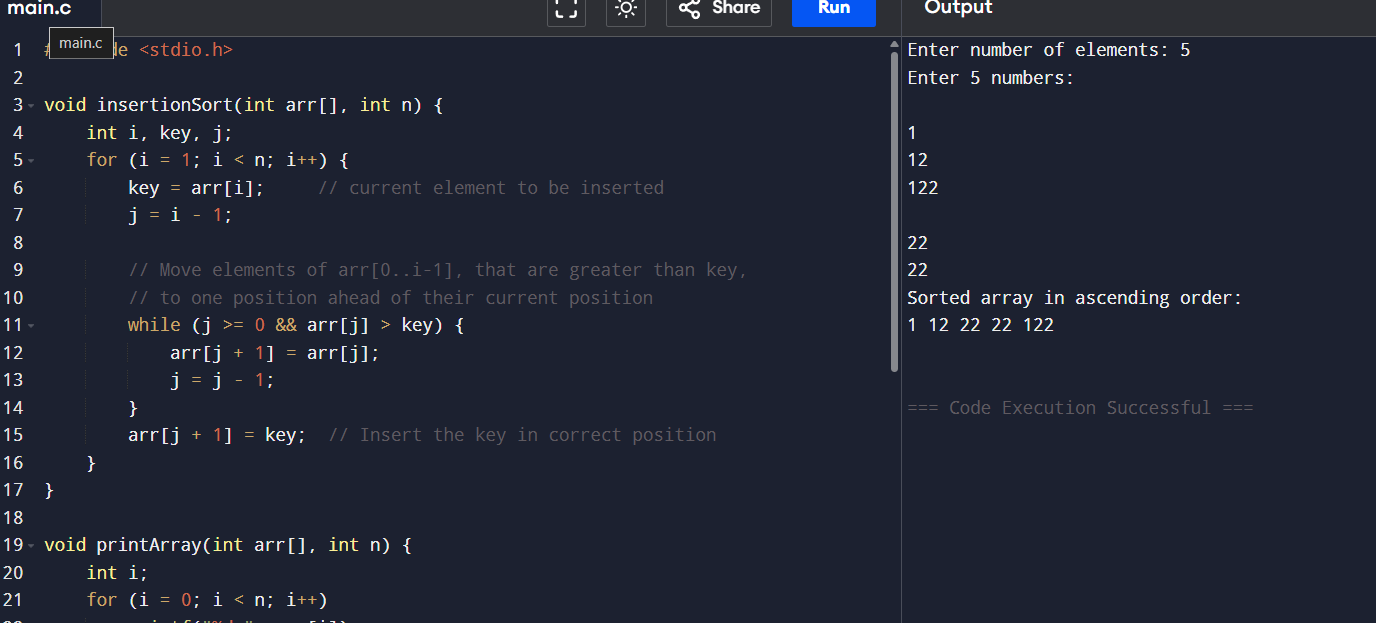 main.c
Share
Run
Output
main.c
1 # de <stdio.h>
2
3 void insertionSort(int arr[], int n) {
4     int i, key, j;
5     for (i = 1; i < n; i++) {
6         key = arr[i];     // current element to be inserted
7         j = i - 1;
8
9         // Move elements of arr[0..i-1], that are greater than key,
10         // to one position ahead of their current position
11         while (j >= 0 && arr[j] > key) {
12             arr[j + 1] = arr[j];
13             j = j - 1;
14         }
15         arr[j + 1] = key;  // Insert the key in correct position
16     }
17 }
18
19 void printArray(int arr[], int n) {
20     int i;
21     for (i = 0; i < n; i++)
Enter number of elements: 5
Enter 5 numbers:
1
12
122
22
22
Sorted array in ascending order:
1 12 22 22 122
=== Code Execution Successful ===